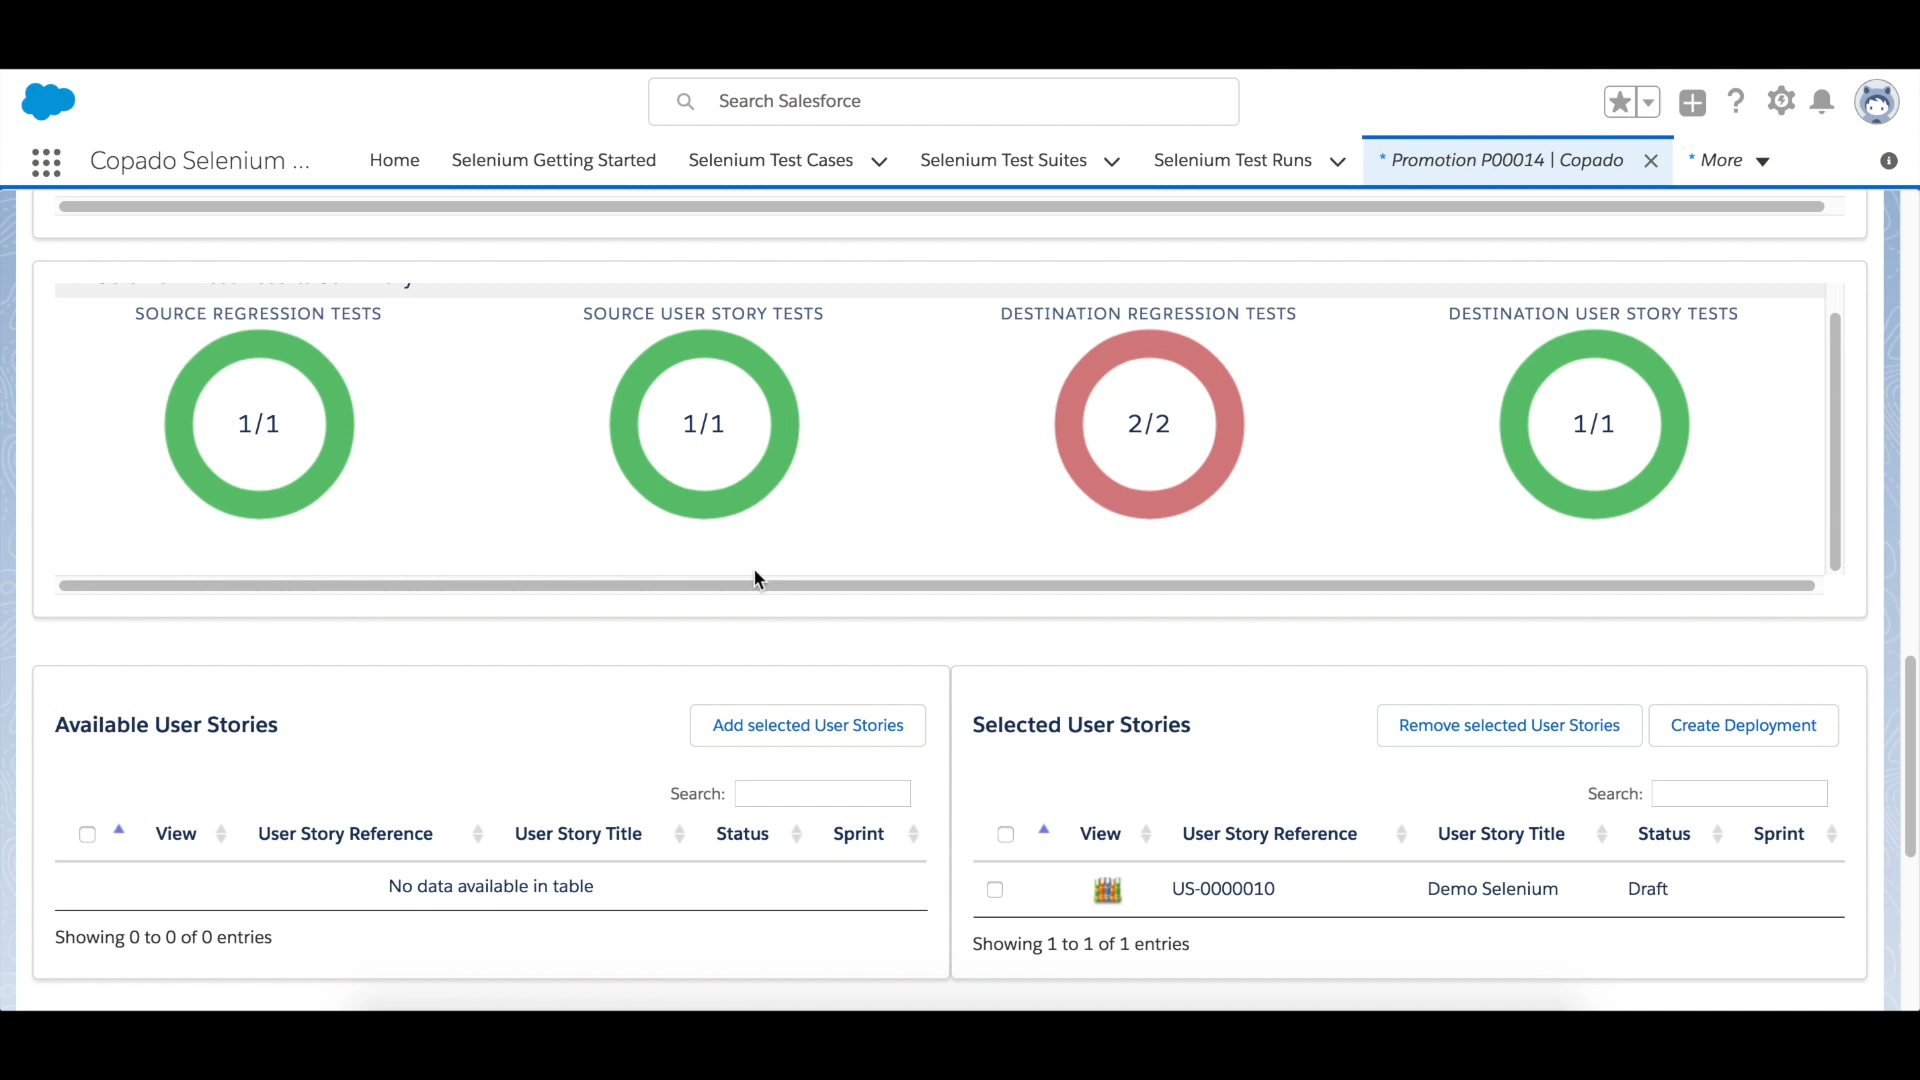 Search Salesforce
Copado Selenium ...
Home
Selenium Getting Started
Selenium Test Cases
Selenium Test Suites
Selenium Test Runs
* Promotion P00014 | Copado
* More
SOURCE REGRESSION TESTS
SOURCE USER STORY TESTS
DESTINATION REGRESSION TESTS
DESTINATION USER STORY TESTS
1/1
1/1
2/2
1/1
Available User Stories
Add selected User Stories
Search:
View
User Story Reference
User Story Title
Status
Sprint
No data available in table
Showing 0 to 0 of 0 entries
Selected User Stories
Remove selected User Stories
Create Deployment
Search:
View
User Story Reference
User Story Title
Status
Sprint
US-0000010
Demo Selenium
Draft
Showing 1 to 1 of 1 entries